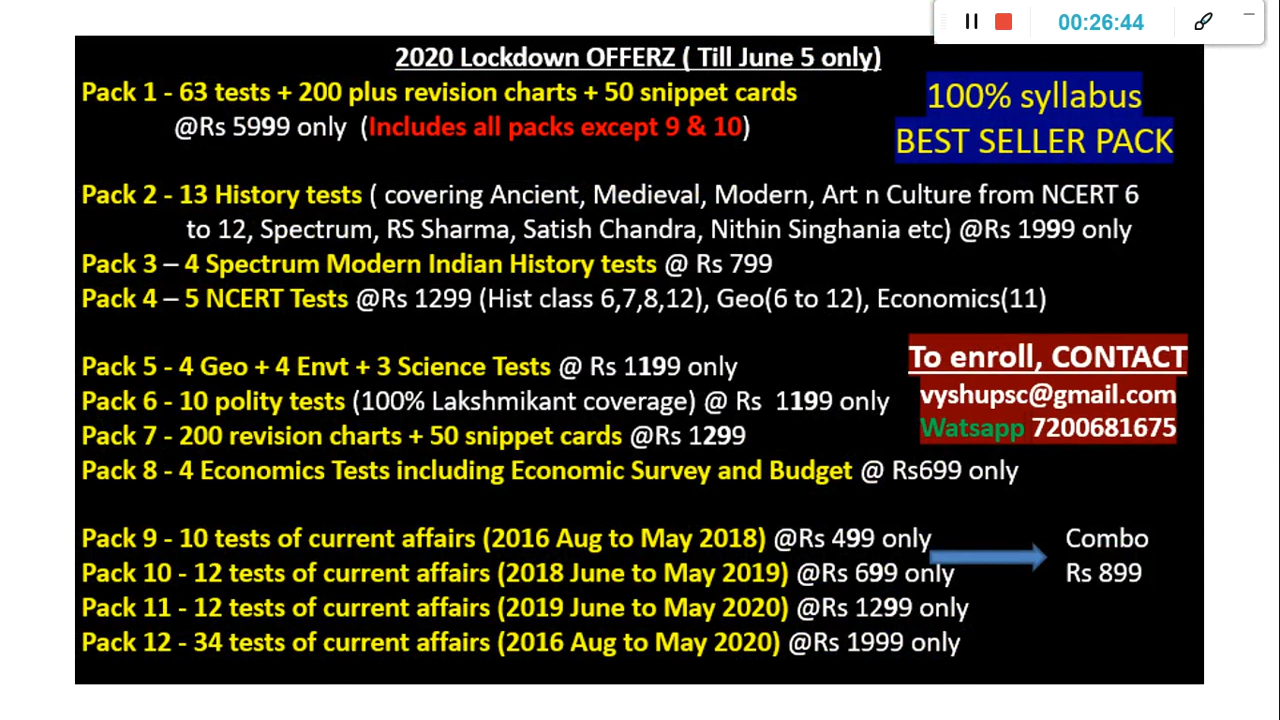 00:26:44
2020 Lockdown OFFERZ ( Till June 5 only)
Pack 1 - 63 tests + 200 plus revision charts + 50 snippet cards
@Rs 5999 only (Includes all packs except 9 & 10)
100% syllabus
BEST SELLER PACK
Pack 2 - 13 History tests ( covering Ancient, Medieval, Modern, Art n Culture from NCERT 6
to 12, Spectrum, RS Sharma, Satish Chandra, Nithin Singhania etc) @Rs 1999 only
Pack 3 – 4 Spectrum Modern Indian History tests @ Rs 799
Pack 4 – 5 NCERT Tests @Rs 1299 (Hist class 6,7,8,12), Geo(6 to 12), Economics(11)
Pack 5 - 4 Geo + 4 Envt + 3 Science Tests @ Rs 1199 only
Pack 6 - 10 polity tests (100% Lakshmikant coverage) @ Rs 1199 only
Pack 7 - 200 revision charts + 50 snippet cards @Rs 1299
Pack 8 - 4 Economics Tests including Economic Survey and Budget @ Rs699 only
To enroll, CONTACT
vyshupsc@gmail.com
Watsapp 7200681675
Pack 9 - 10 tests of current affairs (2016 Aug to May 2018) @Rs 499 only
Pack 10 - 12 tests of current affairs (2018 June to May 2019) @Rs 699 only
Pack 11 - 12 tests of current affairs (2019 June to May 2020) @Rs 1299 only
Pack 12 - 34 tests of current affairs (2016 Aug to May 2020) @Rs 1999 only
Combo
Rs 899